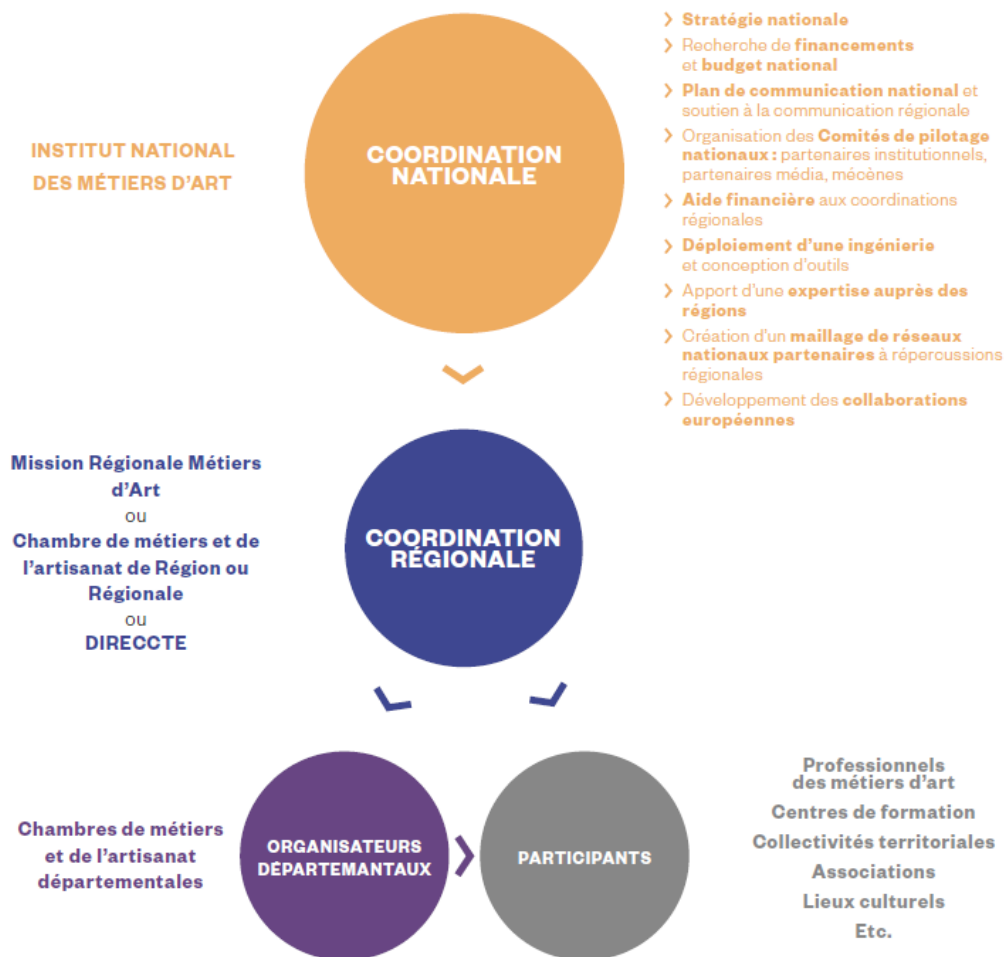 INSTITUT NATIONAL
DES MÉTIERS D'ART
COORDINATION
NATIONALE
Stratégie nationale
Recherche de financements
et budget national
Plan de communication national et
soutien à la communication régionale
Organisation des Comités de pilotage
nationaux : partenaires institutionnels,
partenaires média, mécènes
Aide financière aux coordinations
régionales
Déploiement d'une ingénierie
et conception d'outils
Apport d'une expertise auprès des
régions
Création d'un maillage de réseaux
nationaux partenaires à répercussions
régionales
Développement des collaborations
européennes
Mission Régionale Métiers
d'Art
ou
Chambre de métiers et de
l'artisanat de Région ou
Régionale
ou
DIRECCTE
COORDINATION
RÉGIONALE
Chambres de métiers
et de l'artisanat
départementales
ORGANISATEURS
DÉPARTEMANTAUX
PARTICIPANTS
Professionnels
des métiers d'art
Centres de formation
Collectivités territoriales
Associations
Lieux culturels
Etc.